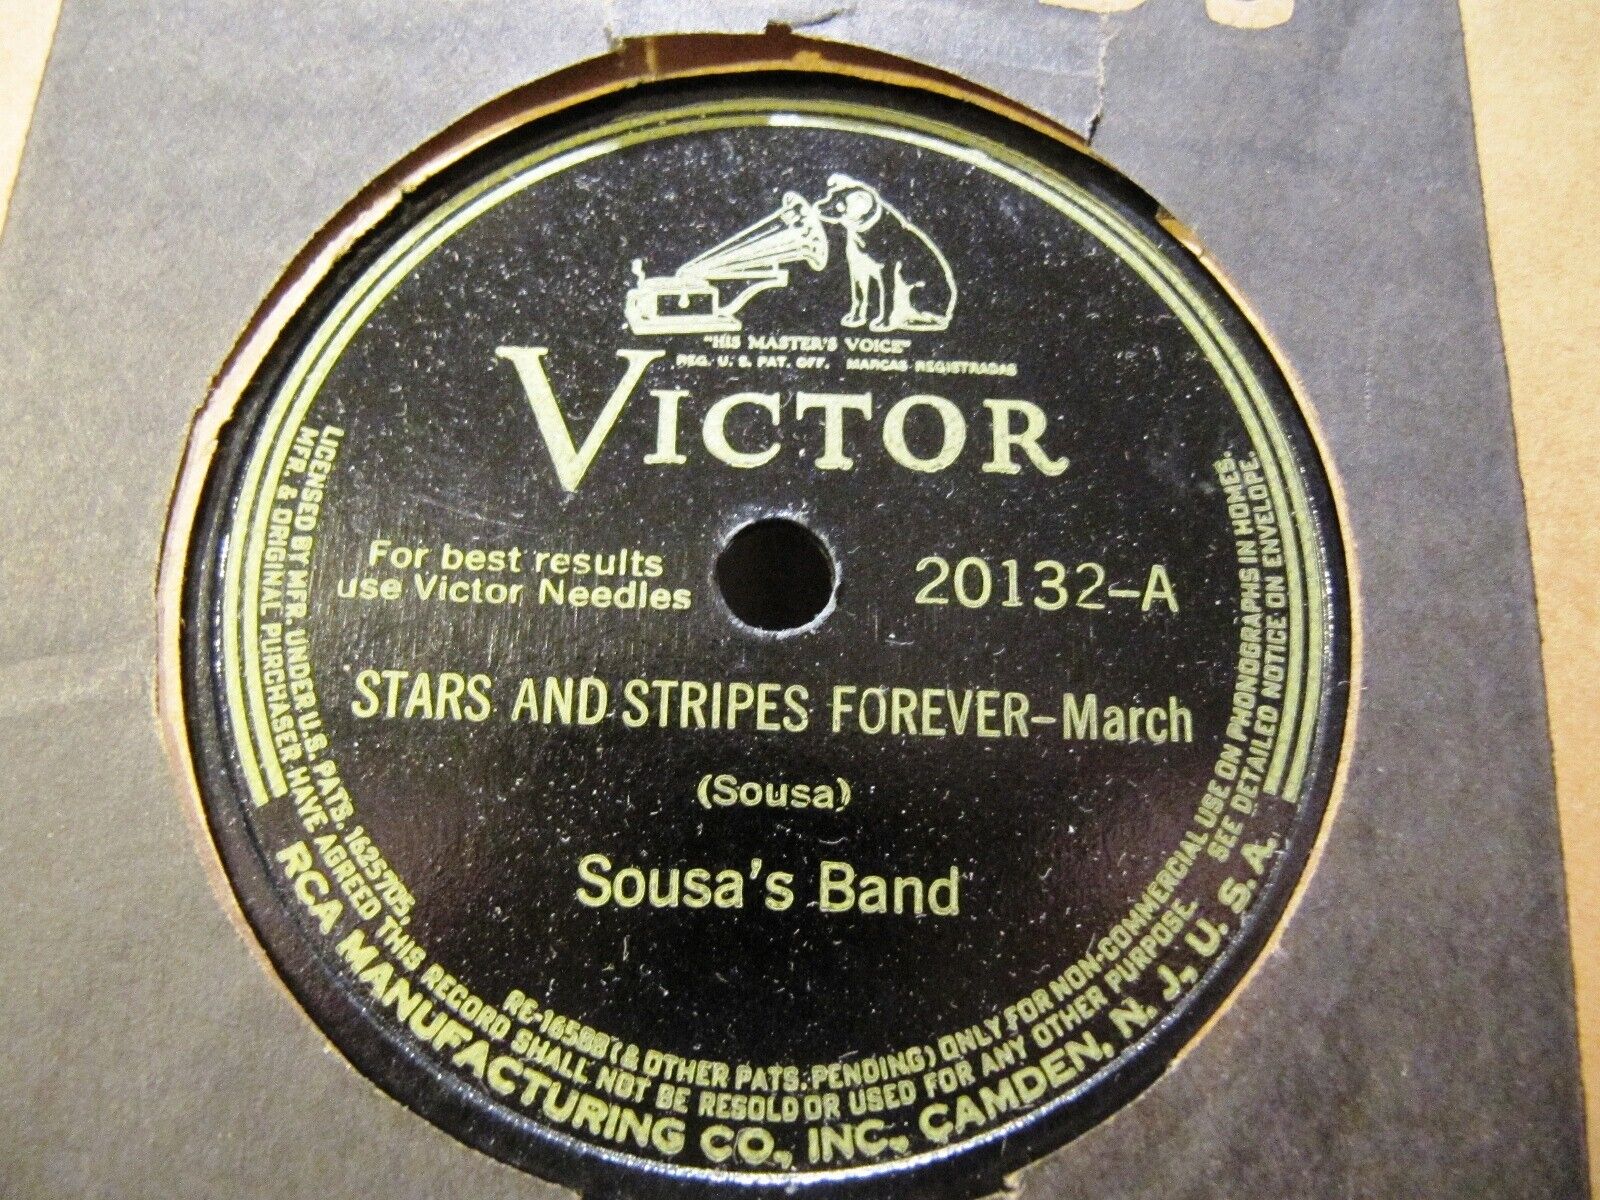 "HIS MASTER'S VOICE"
REG. U. S. PAT. OFF. MARCAS REGISTRADAS
VICTOR
For best results
use Victor Needles
20132-A
STARS AND STRIPES FOREVER-March
(Sousa)
Sousa's Band
LICENSED BY MFR. UNDER U.S. PATS. 1625705, RE-16588 (& OTHER PATS. PENDING) ONLY FOR NON-COMMERCIAL USE ON PHONOGRAPHS IN HOMES.
MFR. & ORIGINAL PURCHASER HAVE AGREED THIS RECORD SHALL NOT BE RESOLD OR USED FOR ANY OTHER PURPOSE. SEE DETAILED NOTICE ON ENVELOPE.
RCA MANUFACTURING CO., INC., CAMDEN, N. J., U. S. A.